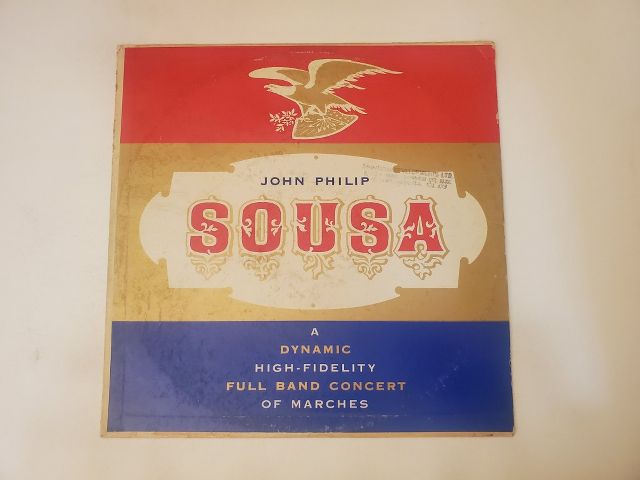 JOHN PHILIP
SOUSA
A
DYNAMIC
HIGH-FIDELITY
FULL BAND CONCERT
OF MARCHES